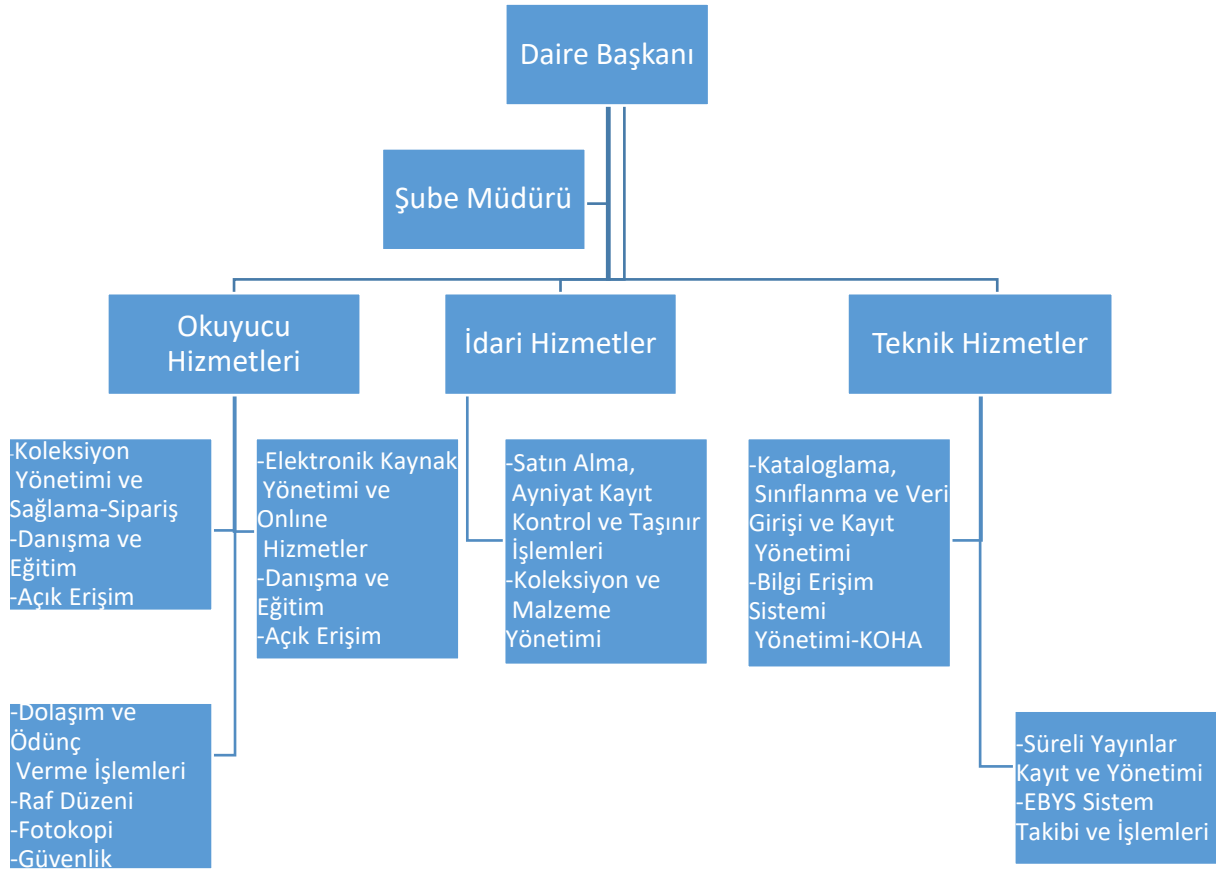 Daire Başkanı
Şube Müdürü
Okuyucu
Hizmetleri
İdari Hizmetler
Teknik Hizmetler
-Koleksiyon
Yönetimi ve
Sağlama-Sipariş
-Danışma ve
Eğitim
-Açık Erişim
-Elektronik Kaynak
Yönetimi ve
Onlıne
Hizmetler
-Danışma ve
Eğitim
-Açık Erişim
-Satın Alma,
Ayniyat Kayıt
Kontrol ve Taşınır
İşlemleri
-Koleksiyon ve
Malzeme
Yönetimi
-Kataloglama,
Sınıflanma ve Veri
Girişi ve Kayıt
Yönetimi
-Bilgi Erişim
Sistemi
Yönetimi-KOHA
-Dolaşım ve
Ödünç
Verme İşlemleri
-Raf Düzeni
-Fotokopi
-Güvenlik
-Süreli Yayınlar
Kayıt ve Yönetimi
-EBYS Sistem
Takibi ve İşlemleri